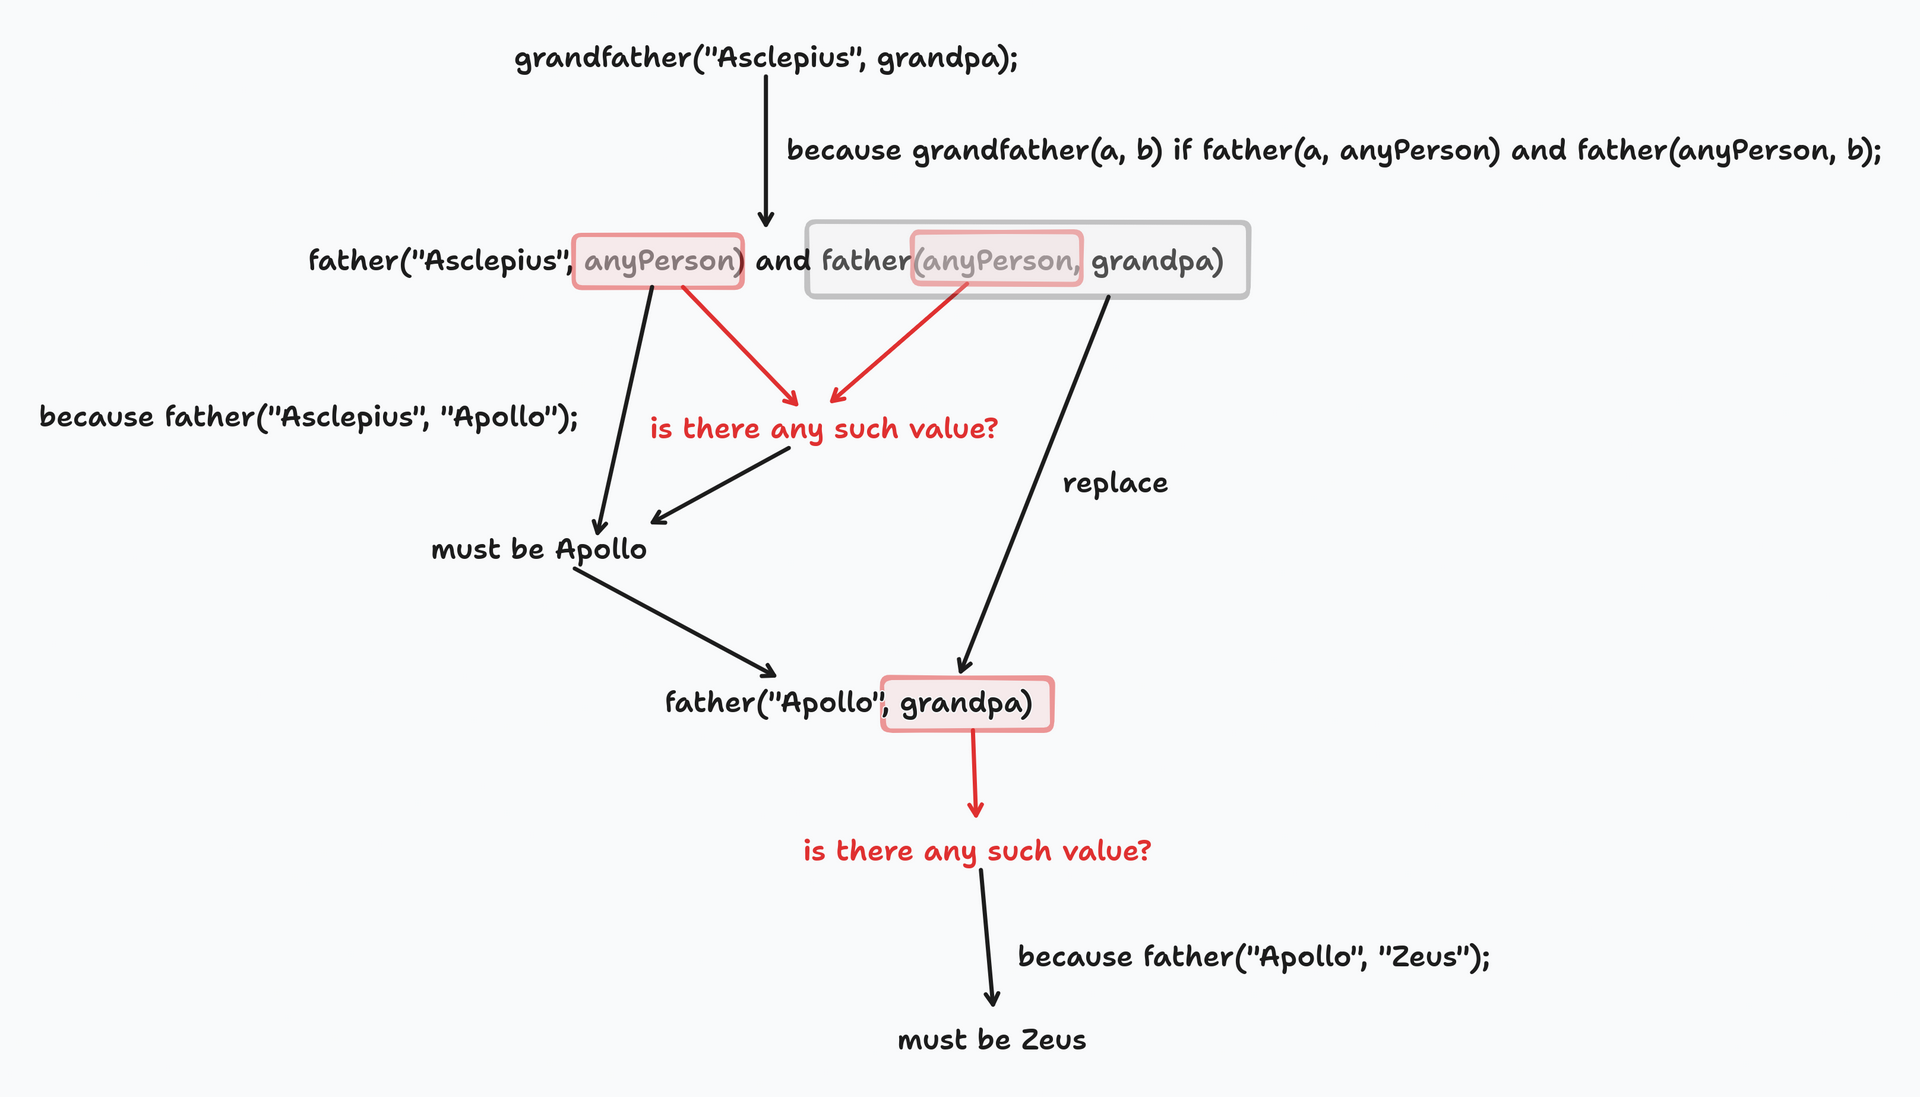 grandfather("Asclepius", grandpa);
because grandfather(a, b) if father(a, anyPerson) and father(anyPerson, b);
father("Asclepius", anyPerson) and father(anyPerson, grandpa)
because father("Asclepius", "Apollo");
is there any such value?
replace
must be Apollo
father("Apollo", grandpa)
is there any such value?
because father("Apollo", "Zeus");
must be Zeus